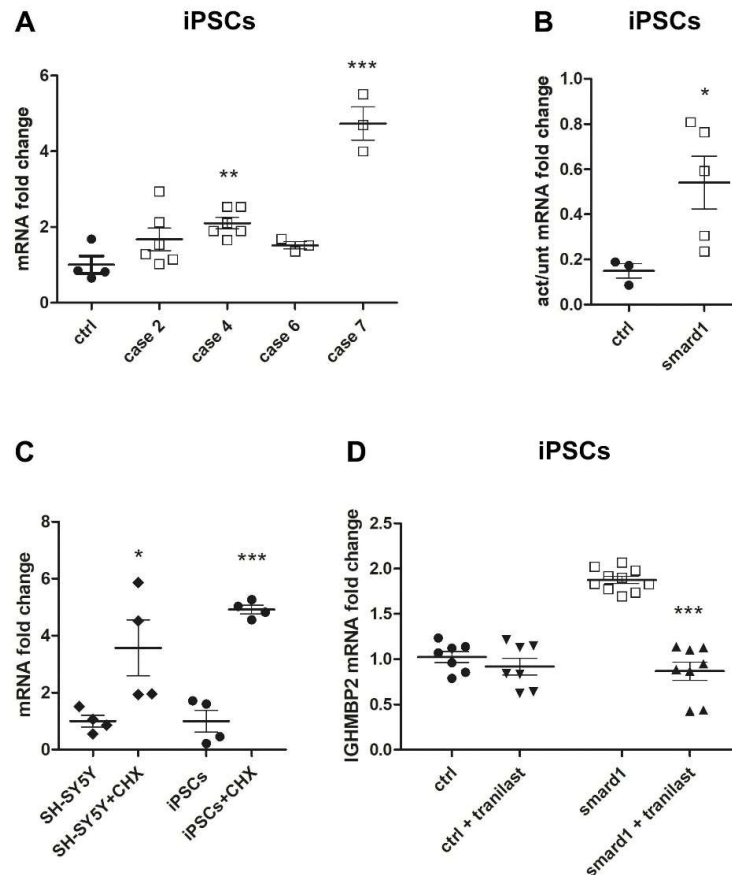 A
iPSCs
mRNA fold change
6
4
2
0
***
**
ctrl
case 2
case 4
case 6
case 7
B
iPSCs
act/unt mRNA fold change
1.0
0.8
0.6
0.4
0.2
0.0
*
ctrl
smard1
C
mRNA fold change
8
6
4
2
0
*
***
SH-SY5Y
SH-SY5Y+CHX
iPSCs
iPSCs+CHX
D
iPSCs
IGHMBP2 mRNA fold change
2.5
2.0
1.5
1.0
0.5
0.0
***
ctrl
ctrl + tranilast
smard1
smard1 + tranilast